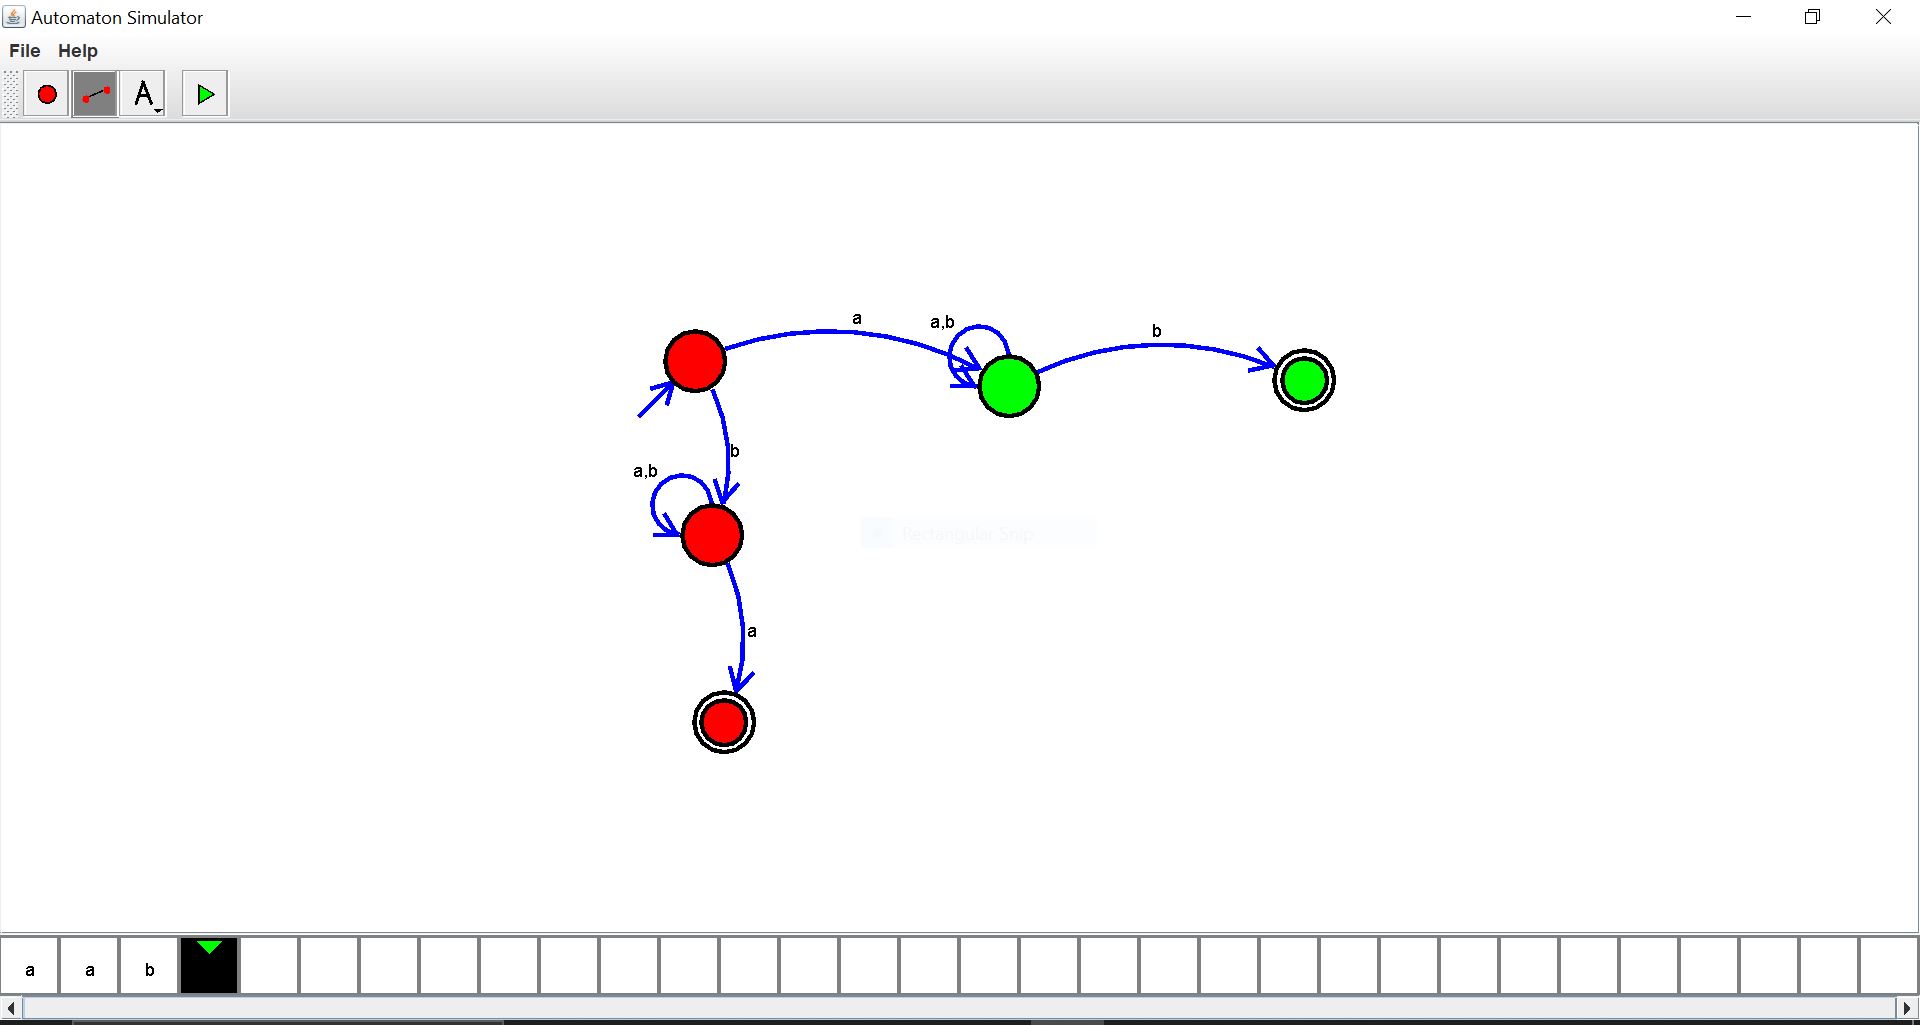 Automaton Simulator
File Help
A
a
a,b
b
b
a,b
Rectangular Snip
a
a a b